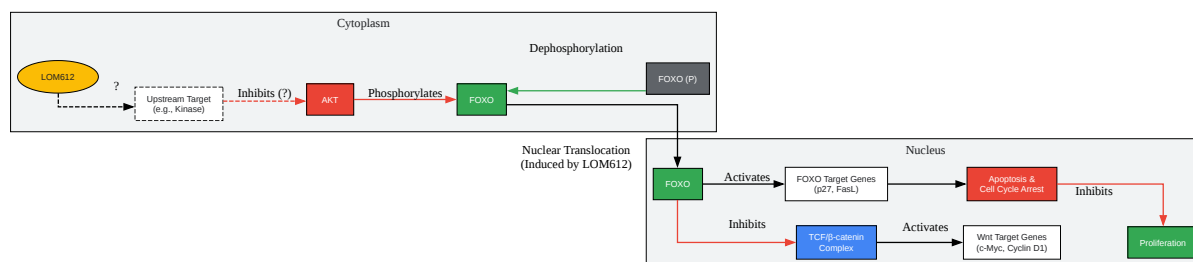 Cytoplasm
Dephosphorylation
LOM612
?
Upstream Target
(e.g., Kinase)
Inhibits (?)
AKT
Phosphorylates
FOXO
FOXO (P)
Nuclear Translocation
(Induced by LOM612)
Nucleus
FOXO
Activates
FOXO Target Genes
(p27, FasL)
Apoptosis &
Cell Cycle Arrest
Inhibits
Inhibits
TCF/β-catenin
Complex
Activates
Wnt Target Genes
(c-Myc, Cyclin D1)
Proliferation